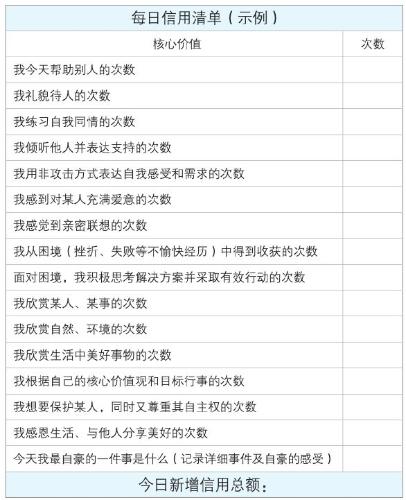 每日信用清单（示例）
核心价值 次数
我今天帮助别人的次数
我礼貌待人的次数
我练习自我同情的次数
我倾听他人并表达支持的次数
我用非攻击方式表达自我感受和需求的次数
我感到对某人充满爱意的次数
我感觉到亲密联想的次数
我从困境（挫折、失败等不愉快经历）中得到收获的次数
面对困境，我积极思考解决方案并采取有效行动的次数
我欣赏某人、某事的次数
我欣赏自然、环境的次数
我欣赏生活中美好事物的次数
我根据自己的核心价值观和目标行事的次数
我想要保护某人，同时又尊重其自主权的次数
我感恩生活、与他人分享美好的次数
今天我最自豪的一件事是什么（记录详细事件及自豪的感受）
今日新增信用总额：